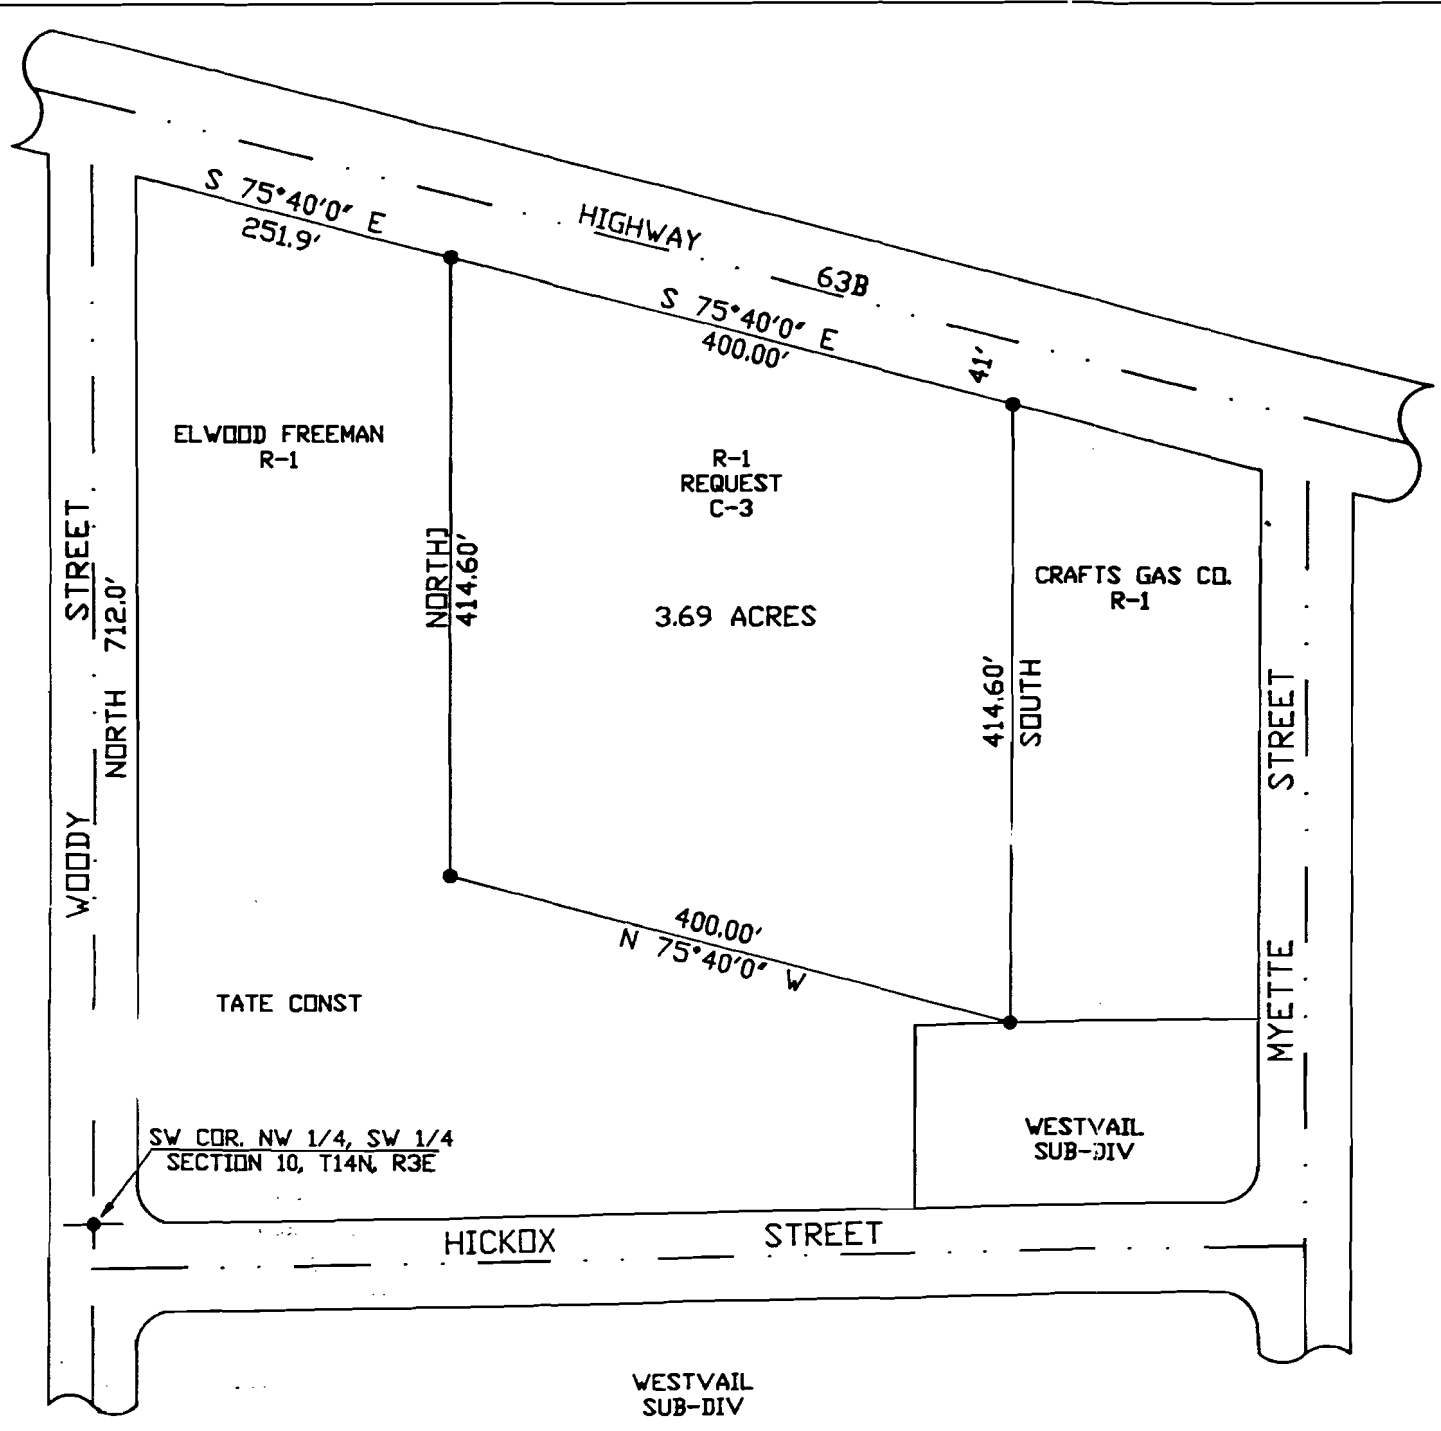 S 75°40'0" E
251.9'
HIGHWAY 63B
S 75°40'0" E
400.00'
41'
ELWOOD FREEMAN
R-1
R-1
REQUEST
C-3
NORTH]
414.60'
3.69 ACRES
CRAFTS GAS CO.
R-1
414.60'
SOUTH
WOODY STREET
NORTH 712.0'
MYETTE STREET
400.00'
N 75°40'0" W
TATE CONST
WESTVAIL
SUB-DIV
SW COR. NW 1/4, SW 1/4
SECTION 10, T14N, R3E
HICKOX STREET
WESTVAIL
SUB-DIV